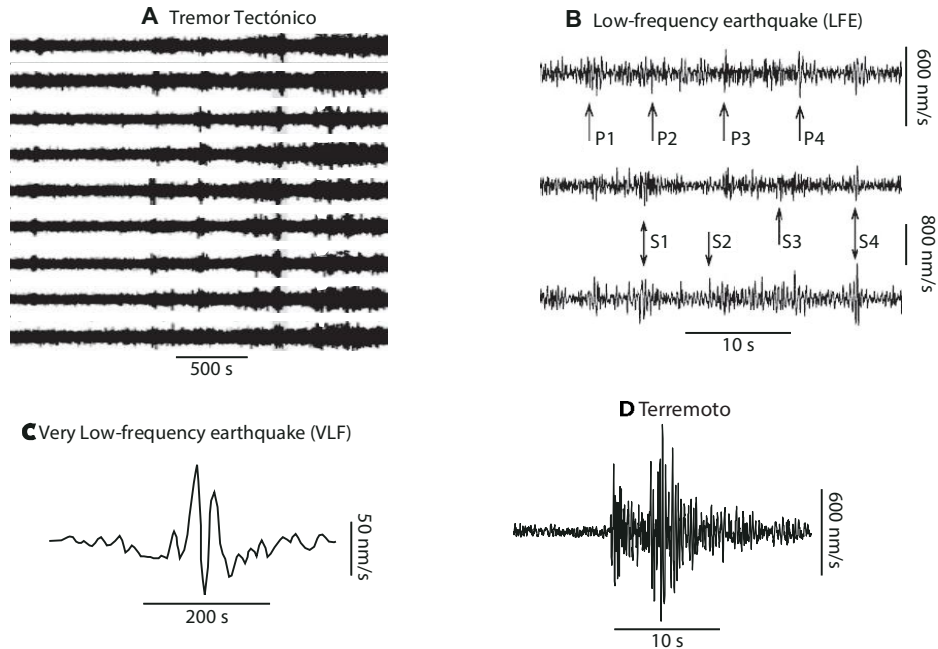 A Tremor Tectónico
500 s
B Low-frequency earthquake (LFE)
600 nm/s
P1 P2 P3 P4
S1 S2 S3 S4
800 nm/s
10 s
C Very Low-frequency earthquake (VLF)
50 nm/s
200 s
D Terremoto
600 nm/s
10 s